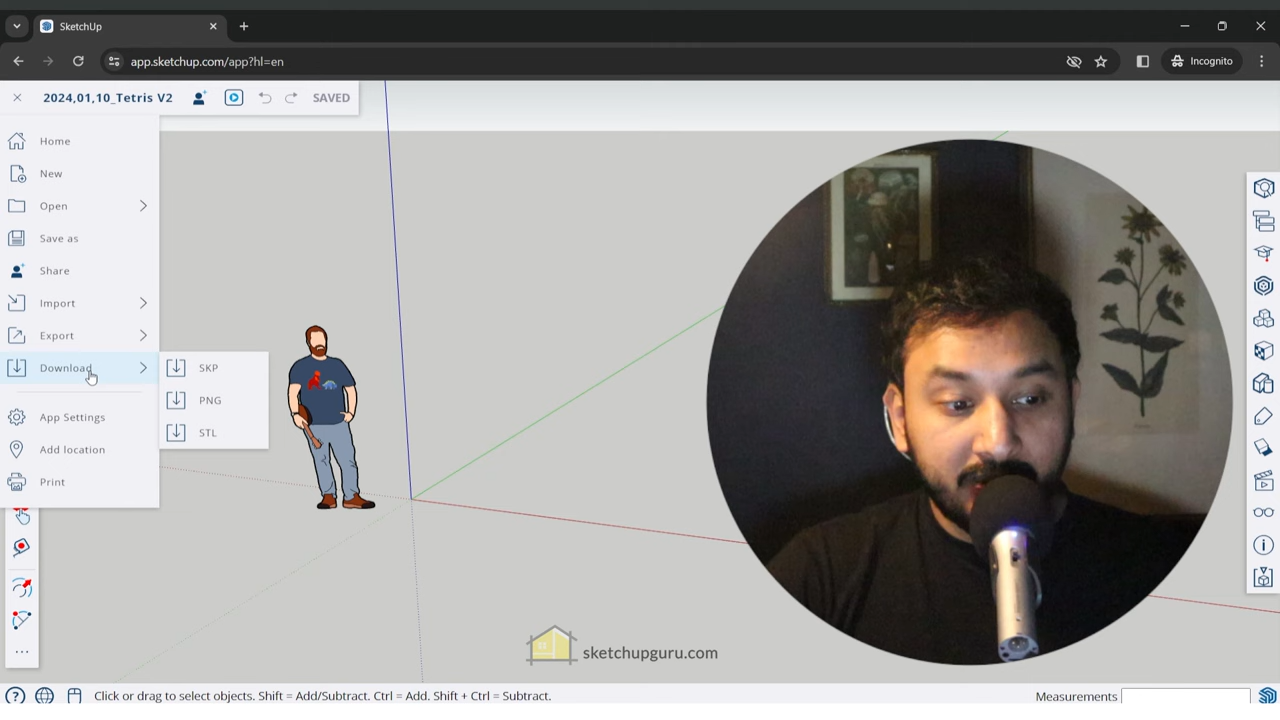 SketchUp
app.sketchup.com/app?hl=en
Incognito
2024,01,10_Tetris V2
SAVED
Home
New
Open
Save as
Share
Import
Export
Download
SKP
PNG
STL
App Settings
Add location
Print
sketchupguru.com
Click or drag to select objects. Shift = Add/Subtract. Ctrl = Add. Shift + Ctrl = Subtract.
Measurements